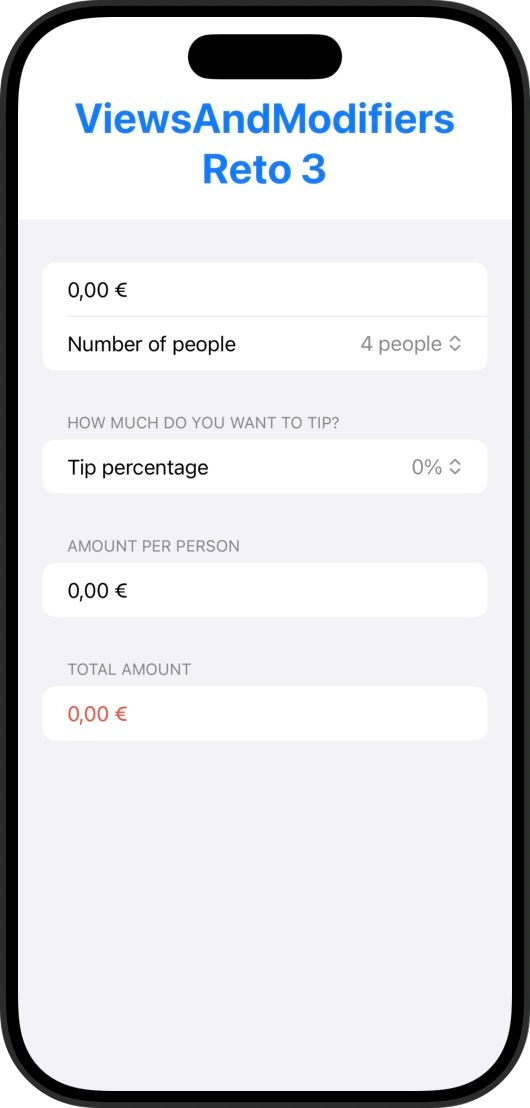 ViewsAndModifiers
Reto 3
0,00 €
Number of people 4 people
HOW MUCH DO YOU WANT TO TIP?
Tip percentage 0%
AMOUNT PER PERSON
0,00 €
TOTAL AMOUNT
0,00 €